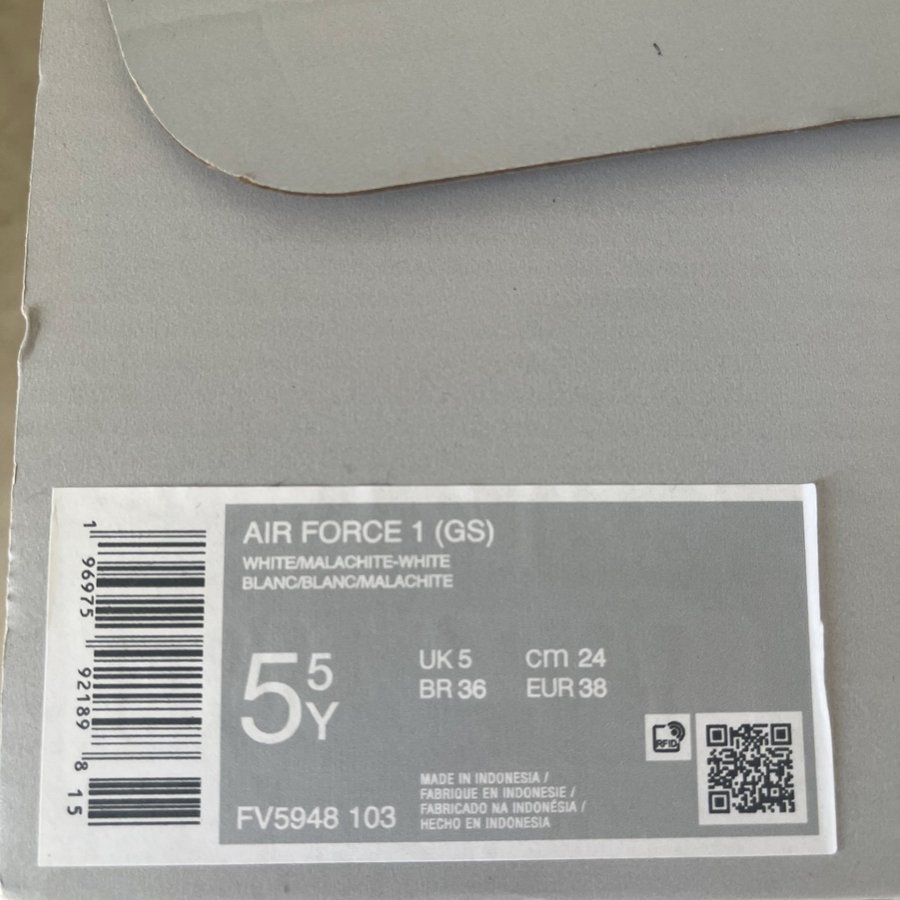 AIR FORCE 1 (GS)
WHITE/MALACHITE-WHITE
BLANC/BLANC/MALACHITE
5 5 Y
UK 5 cm 24
BR 36 EUR 38
RFID
MADE IN INDONESIA /
FABRIQUE EN INDONESIE /
FABRICADO NA INDONÉSIA /
HECHO EN INDONESIA
FV5948 103
1 96975 92189 8 15